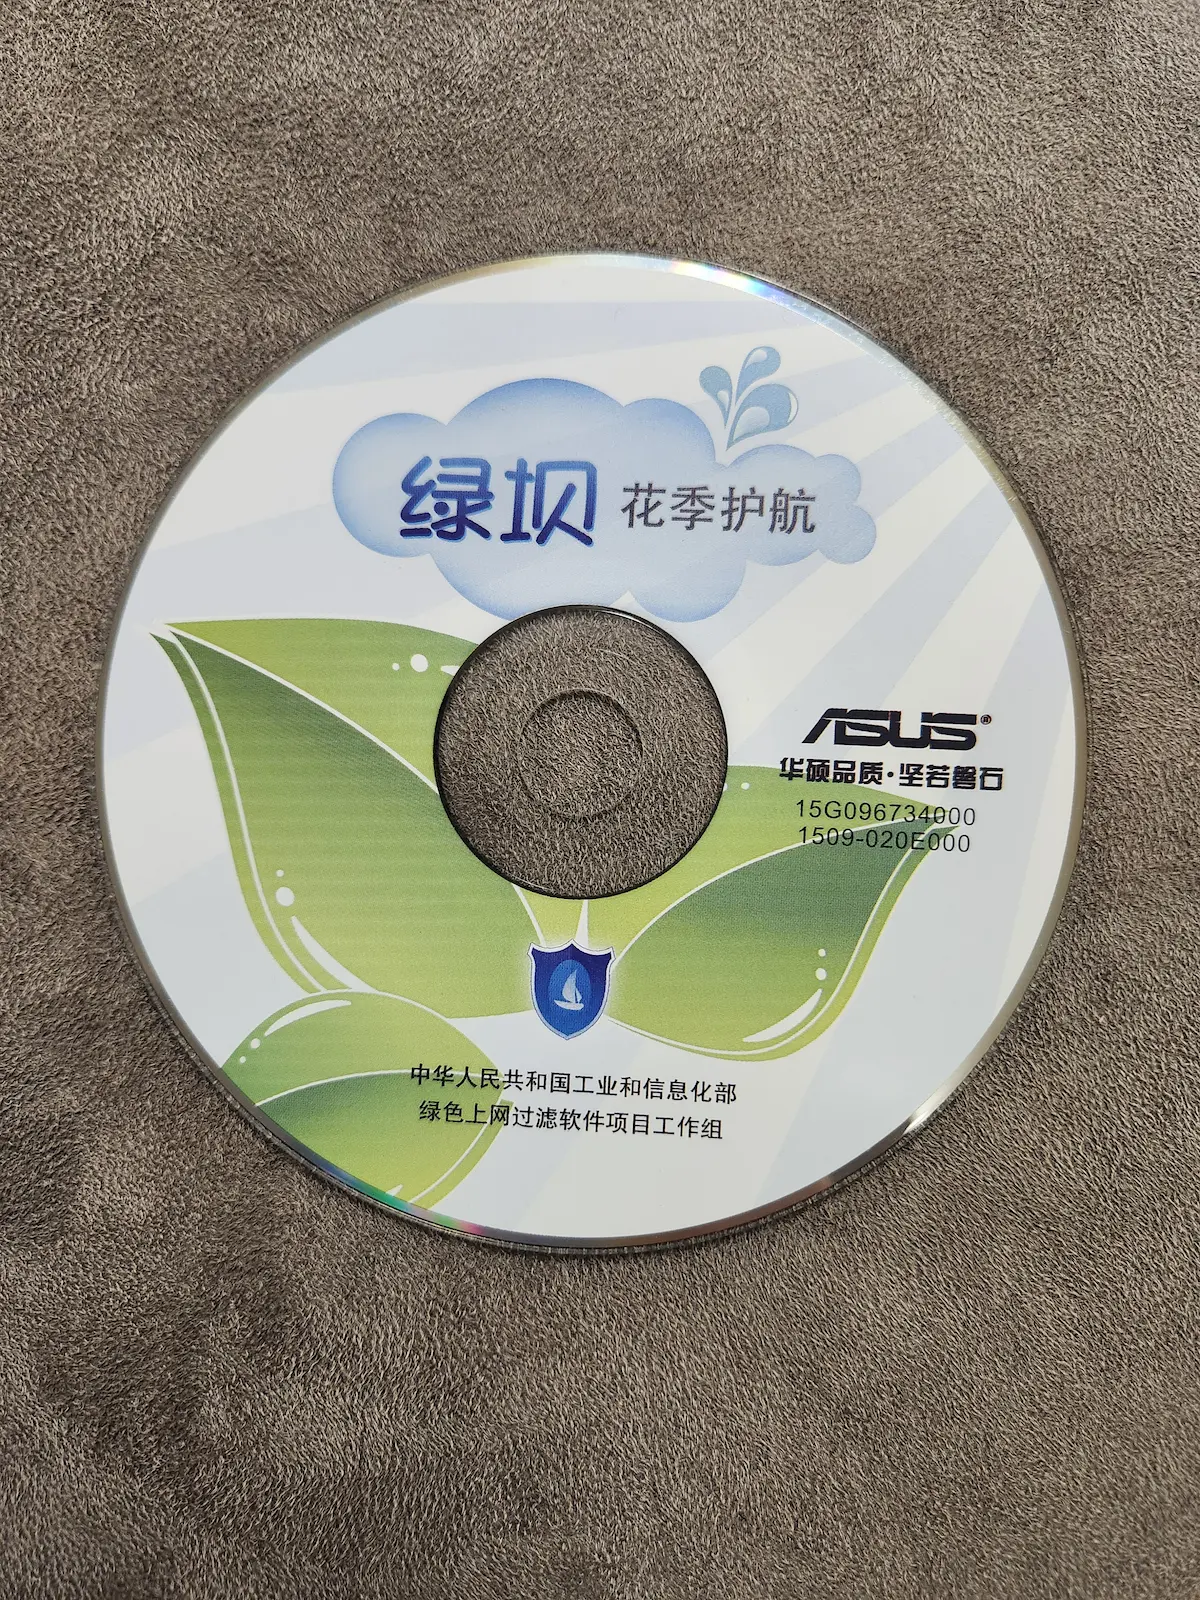 绿坝 花季护航
ASUS®
华硕品质·坚若磐石
15G096734000
1509-020E000
中华人民共和国工业和信息化部
绿色上网过滤软件项目工作组